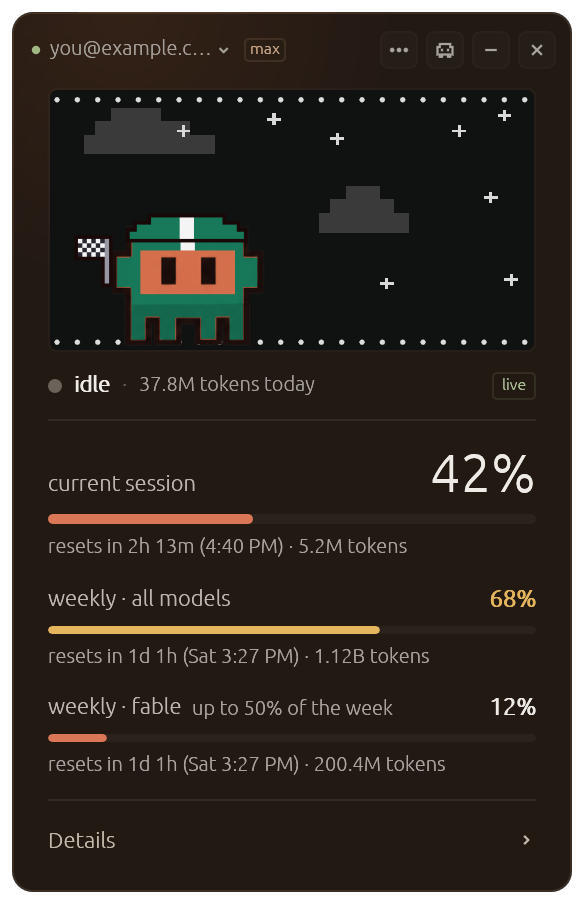 you@example.c... max
idle · 37.8M tokens today live
current session 42%
resets in 2h 13m (4:40 PM) · 5.2M tokens
weekly · all models 68%
resets in 1d 1h (Sat 3:27 PM) · 1.12B tokens
weekly · fable up to 50% of the week 12%
resets in 1d 1h (Sat 3:27 PM) · 200.4M tokens
Details